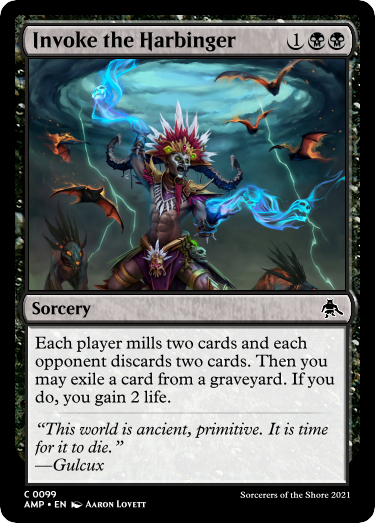 Invoke the Harbinger 1
Sorcery
Each player mills two cards and each
opponent discards two cards. Then you
may exile a card from a graveyard. If you
do, you gain 2 life.
“This world is ancient, primitive. It is time
for it to die.”
—Gulcux
C 0099
AMP • EN Aaron Lovett Sorcerers of the Shore 2021